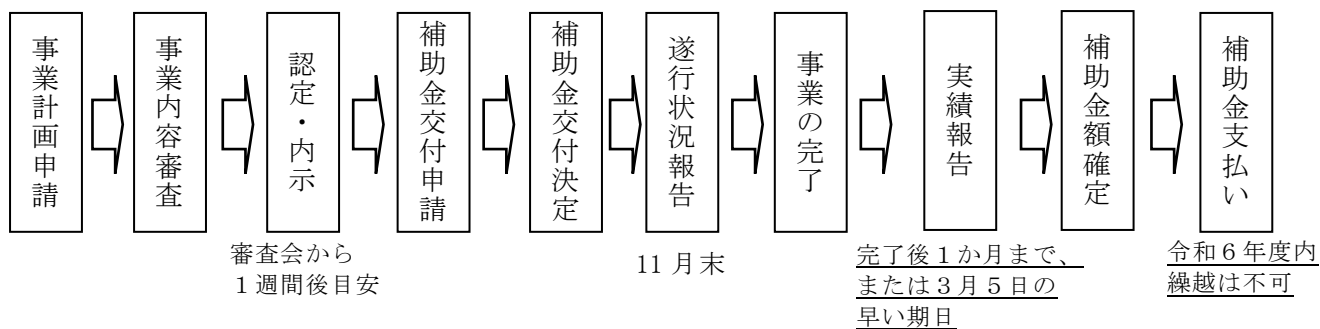 事業計画申請
事業内容審査
認定・内示
補助金交付申請
補助金交付決定
遂行状況報告
事業の完了
実績報告
補助金額確定
補助金支払い
審査会から
1週間後目安
11月末
完了後1か月まで、
または3月5日の
早い期日
令和6年度内
繰越は不可